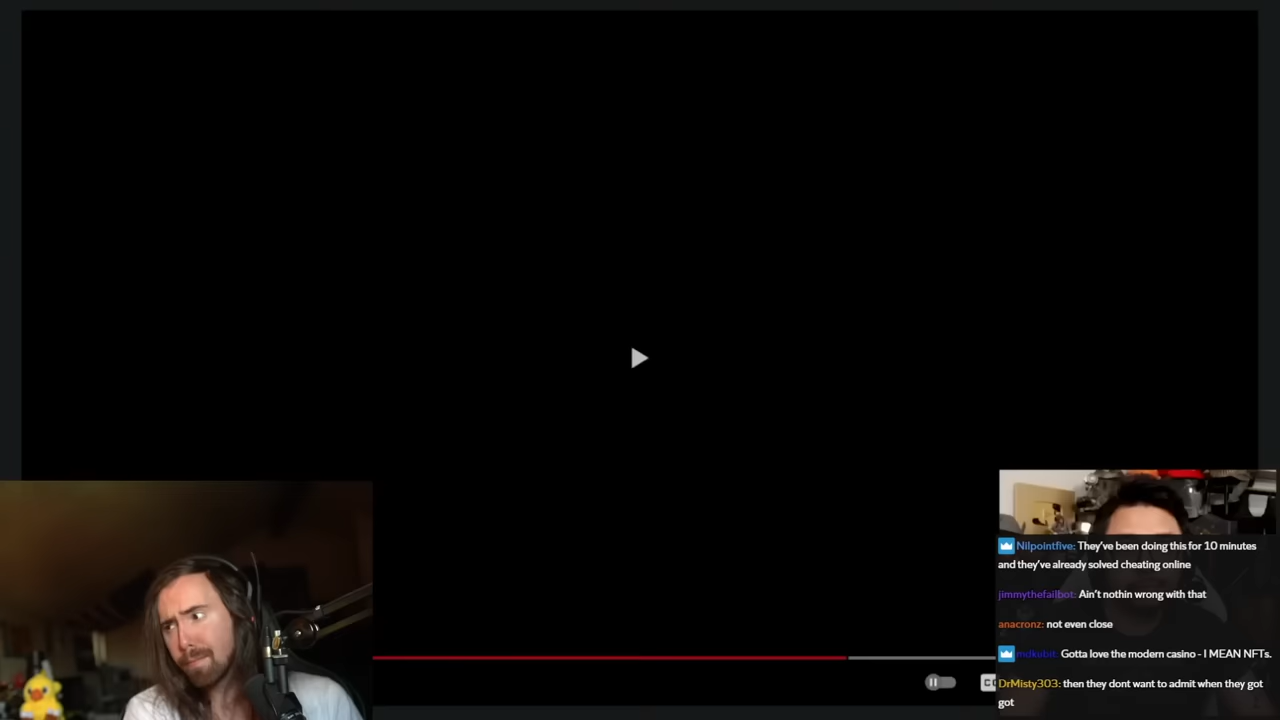 Nilpointfive: They've been doing this for 10 minutes
and they've already solved cheating online
jimmythefailbot: Ain't nothin wrong with that
anacronz: not even close
mdkubit: Gotta love the modern casino - I MEAN NFTs.
DrMisty303: then they dont want to admit when they got
got